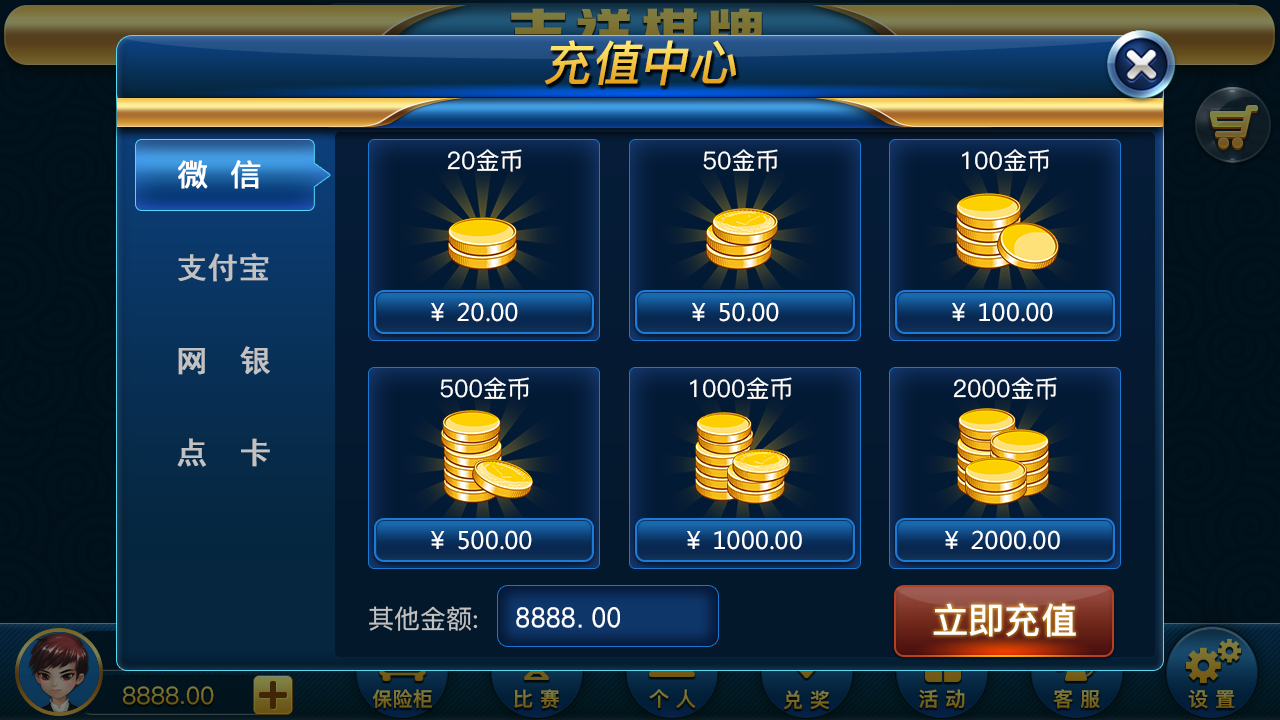 吉祥棋牌
充值中心
微 信
支付宝
网 银
点 卡
20金币
50金币
100金币
¥ 20.00
¥ 50.00
¥ 100.00
500金币
1000金币
2000金币
¥ 500.00
¥ 1000.00
¥ 2000.00
其他金额:
8888. 00
立即充值
8888.00
保险柜
比 赛
个 人
兑 奖
活 动
客 服
设 置